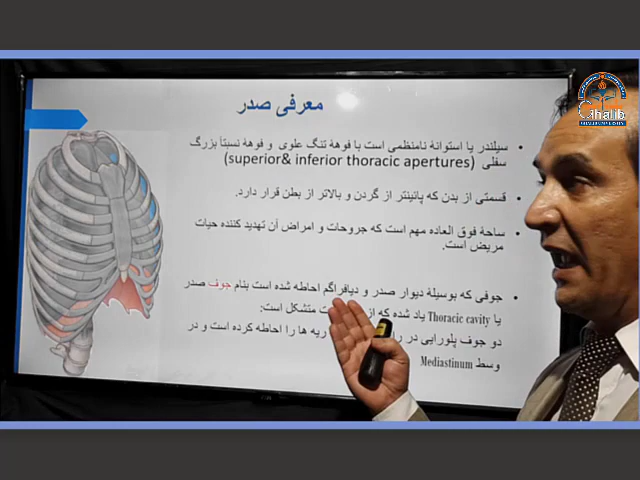 معرفی صدر
سیلندر یا استوانهٔ نامنظمی است با فوههٔ تنگ علوی و فوهه نسبتاً بزرگ
سفلی (superior& inferior thoracic apertures)
قسمتی از بدن که پائینتر از گردن و بالاتر از بطن قرار دارد.
ساحهٔ فوق العاده مهم است که جروحات و امراض آن تهدید کننده حیات
مریض است.
جوفی که بوسیلهٔ دیوار صدر و دیافراگم احاطه شده است بنام جوف صدر
یا Thoracic cavity یاد شده که از متشکل است:
دو جوف پلورایی در ریه ها را احاطه کرده است و در
وسط Mediastinum
Ghalib